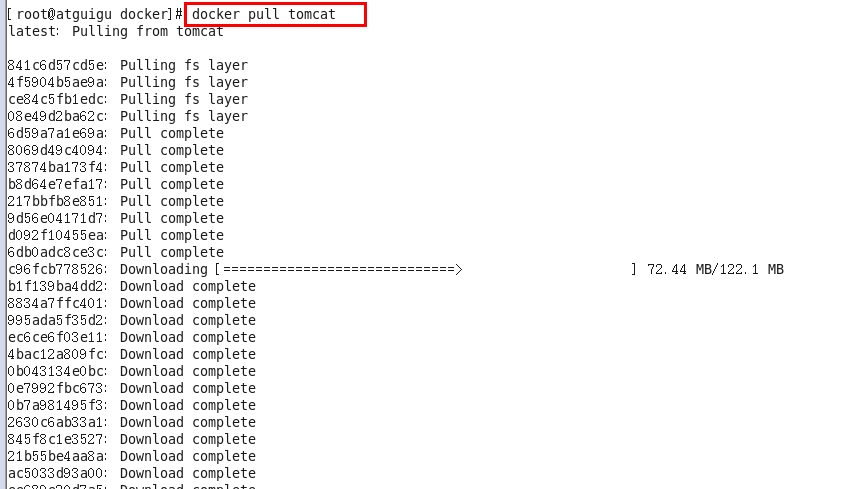 [root@atguigu docker]# docker pull tomcat
latest: Pulling from tomcat
841c6d57cd5e: Pulling fs layer
4f5904b5ae9a: Pulling fs layer
ce84c5fb1edc: Pulling fs layer
08e49d2ba62c: Pulling fs layer
6d59a7a1e69a: Pull complete
8069d49c4094: Pull complete
37874ba173f4: Pull complete
b8d64e7efa17: Pull complete
217bbfb8e851: Pull complete
9d56e04171d7: Pull complete
d092f10455ea: Pull complete
6db0adc8ce3c: Pull complete
c96fcb778526: Downloading [=============================>                     ] 72.44 MB/122.1 MB
b1f139ba4dd2: Download complete
8834a7ffc401: Download complete
995ada5f35d2: Download complete
ec6ce6f03e11: Download complete
4bac12a809fc: Download complete
0b043134e0bc: Download complete
0e7992fbc673: Download complete
0b7a981495f3: Download complete
2630c6ab33a1: Download complete
845f8c1e3527: Download complete
21b55be4aa8a: Download complete
ac5033d93a00: Download complete
Download complete